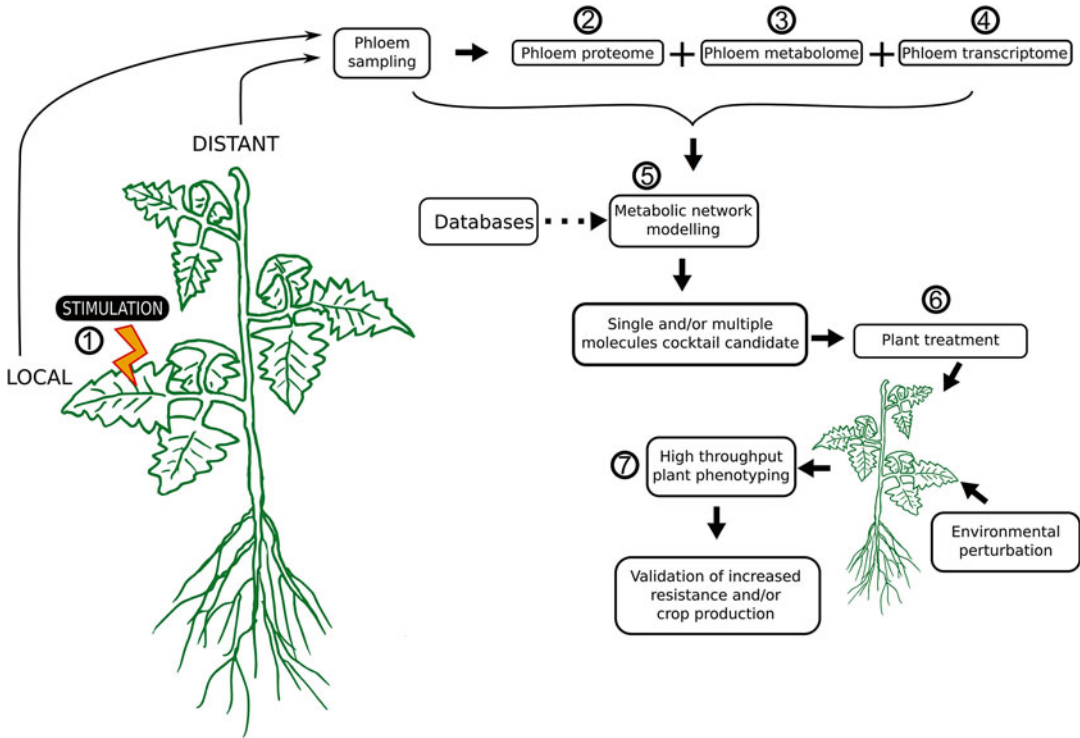 ②
③
④
Phloem
sampling
Phloem proteome
+
Phloem metabolome
+
Phloem transcriptome
DISTANT
⑤
Databases
Metabolic network
modelling
STIMULATION
①
LOCAL
Single and/or multiple
molecules cocktail candidate
⑥
Plant treatment
⑦
High throughput
plant phenotyping
Environmental
perturbation
Validation of increased
resistance and/or
crop production